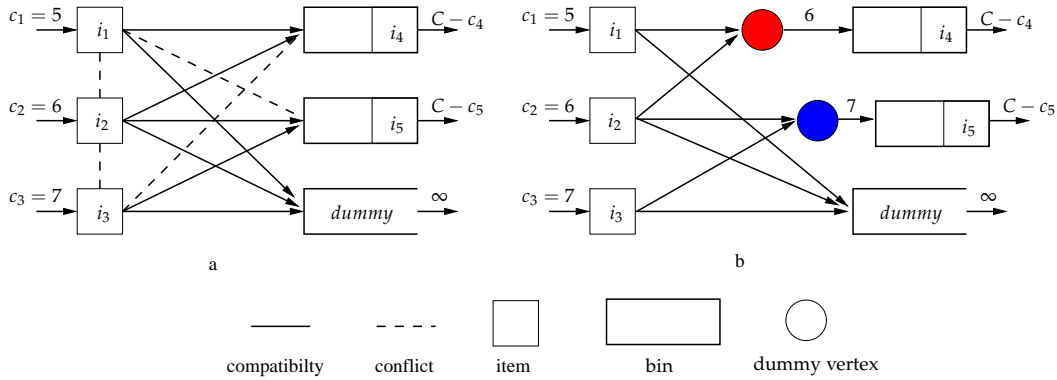 c1 = 5 i1 i4 C − c4
c2 = 6 i2 i5 C − c5
c3 = 7 i3 dummy ∞
a
c1 = 5 i1 6 i4 C − c4
c2 = 6 i2 7 i5 C − c5
c3 = 7 i3 dummy ∞
b
compatibilty conflict item bin dummy vertex